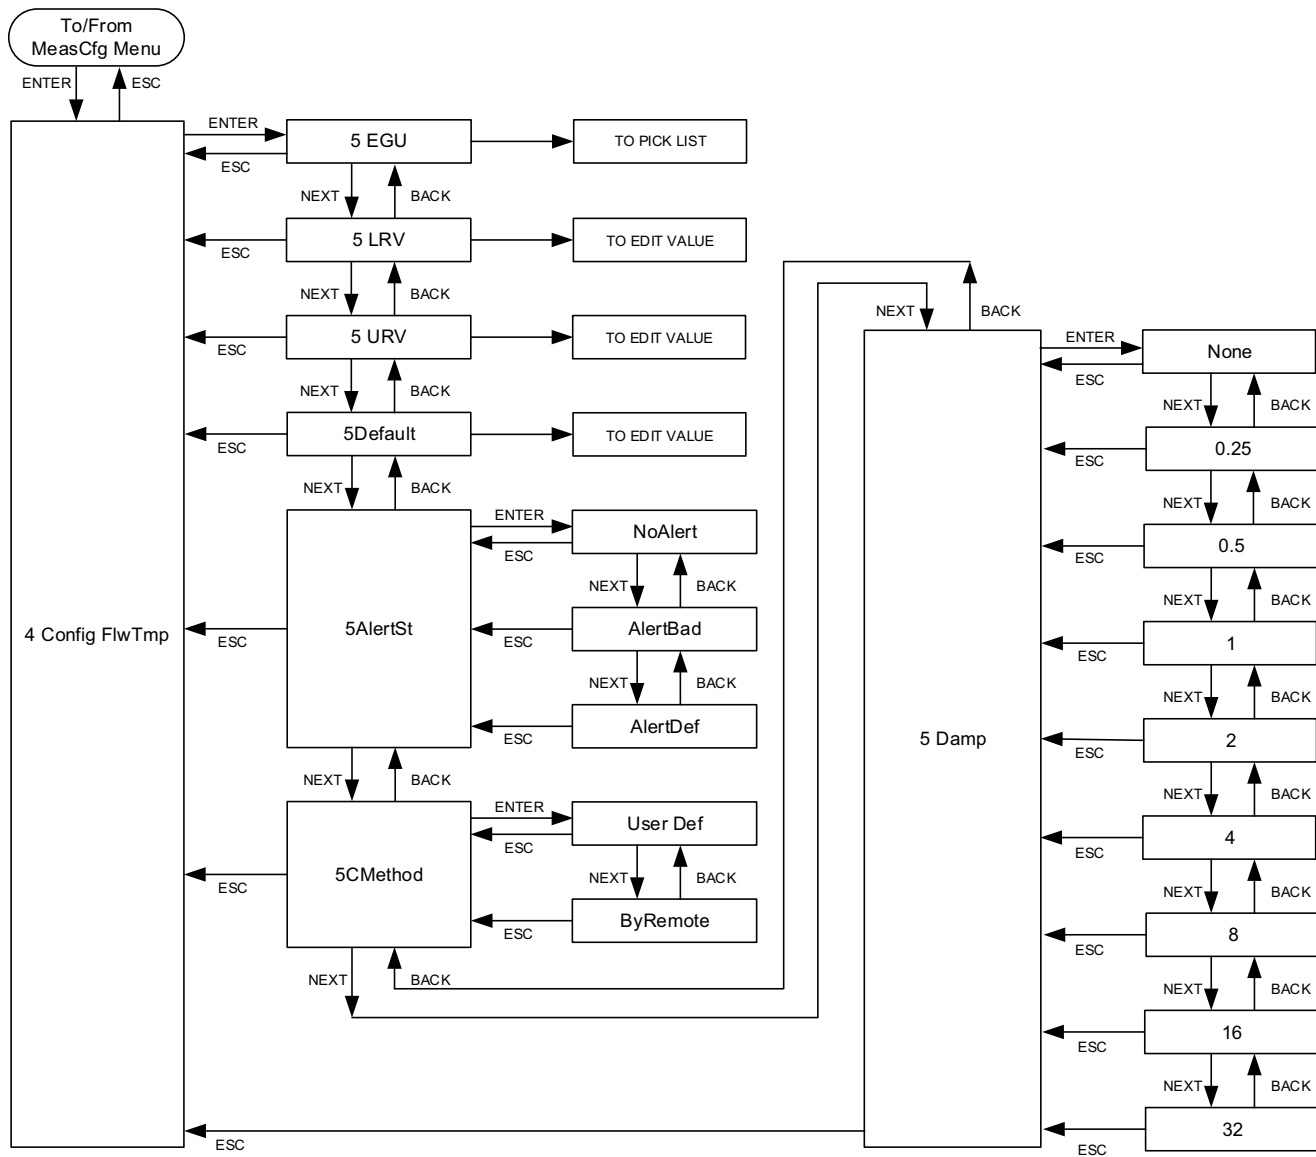 To/From
MeasCfg Menu
ENTER
ESC
4 Config FlwTmp
ENTER
ESC
5 EGU
TO PICK LIST
NEXT
BACK
ESC
5 LRV
TO EDIT VALUE
NEXT
BACK
ESC
5 URV
TO EDIT VALUE
NEXT
BACK
ESC
5Default
TO EDIT VALUE
NEXT
BACK
ESC
5AlertSt
ENTER
ESC
NoAlert
NEXT
BACK
ESC
AlertBad
NEXT
BACK
ESC
AlertDef
NEXT
BACK
ESC
5CMethod
ENTER
ESC
User Def
NEXT
BACK
ESC
ByRemote
NEXT
BACK
NEXT
BACK
ESC
5 Damp
ENTER
ESC
None
NEXT
BACK
ESC
0.25
NEXT
BACK
ESC
0.5
NEXT
BACK
ESC
1
NEXT
BACK
ESC
2
NEXT
BACK
ESC
4
NEXT
BACK
ESC
8
NEXT
BACK
ESC
16
NEXT
BACK
ESC
32